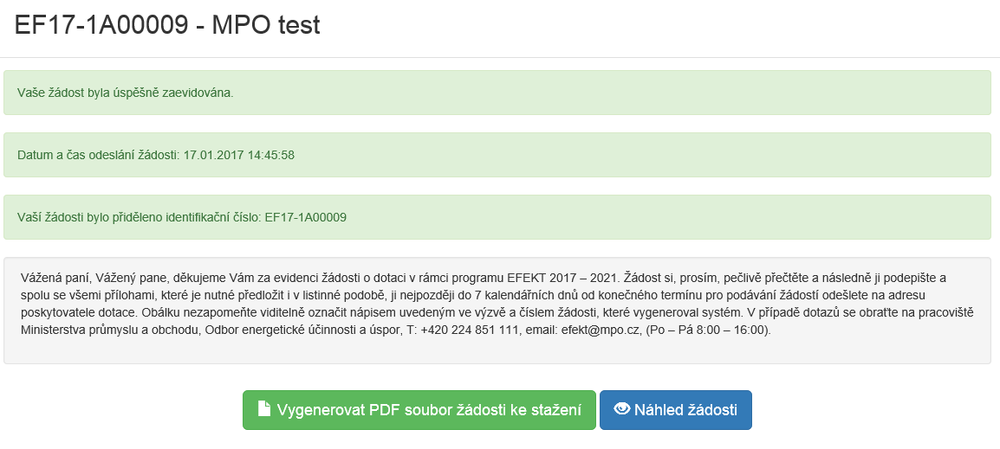 EF17-1A00009 - MPO test
Vaše žádost byla úspěšně zaevidována.
Datum a čas odeslání žádosti: 17.01.2017 14:45:58
Vaší žádosti bylo přiděleno identifikační číslo: EF17-1A00009
Vážená paní, Vážený pane, děkujeme Vám za evidenci žádosti o dotaci v rámci programu EFEKT 2017 – 2021. Žádost si, prosím, pečlivě přečtěte a následně ji podepište a
spolu se všemi přílohami, které je nutné předložit i v listinné podobě, ji nejpozději do 7 kalendářních dnů od konečného termínu pro podávání žádostí odešlete na adresu
poskytovatele dotace. Obálku nezapomeňte viditelně označit nápisem uvedeným ve výzvě a číslem žádosti, které vygeneroval systém. V případě dotazů se obraťte na pracoviště
Ministerstva průmyslu a obchodu, Odbor energetické účinnosti a úspor, T: +420 224 851 111, email: efekt@mpo.cz, (Po – Pá 8:00 – 16:00).
Vygenerovat PDF soubor žádosti ke stažení Náhled žádosti